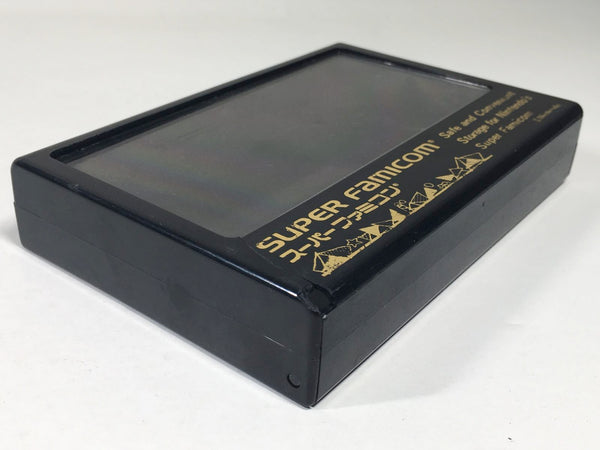 SUPER FAMICOM
スーパーファミコン
Safe and Convenient
Storage for Nintendo's
Super Famicom